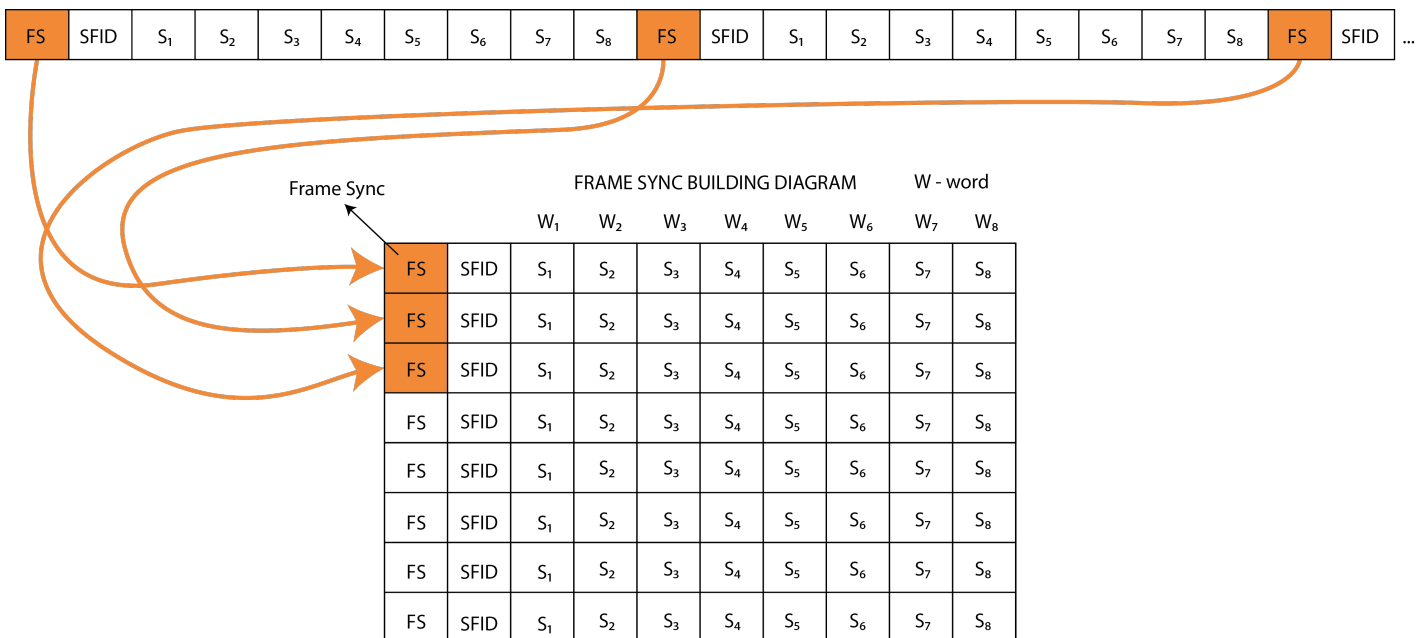 FS SFID S₁ S₂ S₃ S₄ S₅ S₆ S₇ S₈ FS SFID S₁ S₂ S₃ S₄ S₅ S₆ S₇ S₈ FS SFID ...
Frame Sync FRAME SYNC BUILDING DIAGRAM W - word
W₁ W₂ W₃ W₄ W₅ W₆ W₇ W₈
FS SFID S₁ S₂ S₃ S₄ S₅ S₆ S₇ S₈
FS SFID S₁ S₂ S₃ S₄ S₅ S₆ S₇ S₈
FS SFID S₁ S₂ S₃ S₄ S₅ S₆ S₇ S₈
FS SFID S₁ S₂ S₃ S₄ S₅ S₆ S₇ S₈
FS SFID S₁ S₂ S₃ S₄ S₅ S₆ S₇ S₈
FS SFID S₁ S₂ S₃ S₄ S₅ S₆ S₇ S₈
FS SFID S₁ S₂ S₃ S₄ S₅ S₆ S₇ S₈
FS SFID S₁ S₂ S₃ S₄ S₅ S₆ S₇ S₈